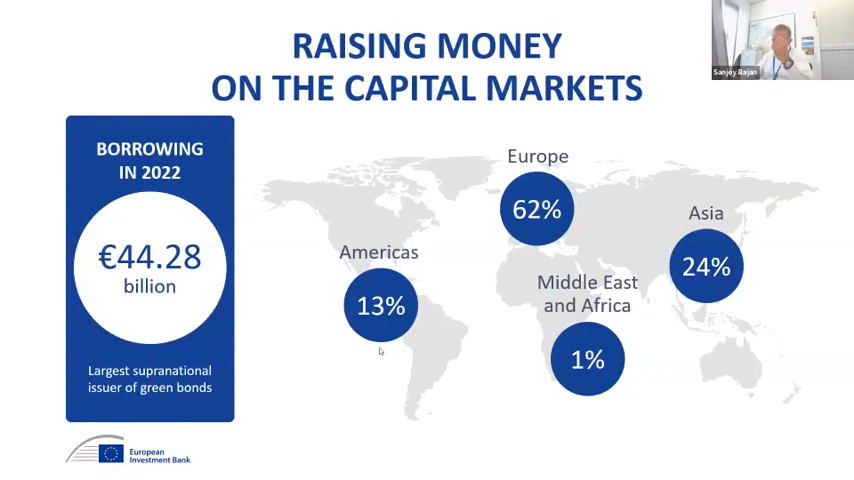 RAISING MONEY
ON THE CAPITAL MARKETS
Sanjoy Rajan
BORROWING
IN 2022
€44.28
billion
Largest supranational
issuer of green bonds
Europe
62%
Asia
24%
Americas
13%
Middle East
and Africa
1%
European
Investment Bank